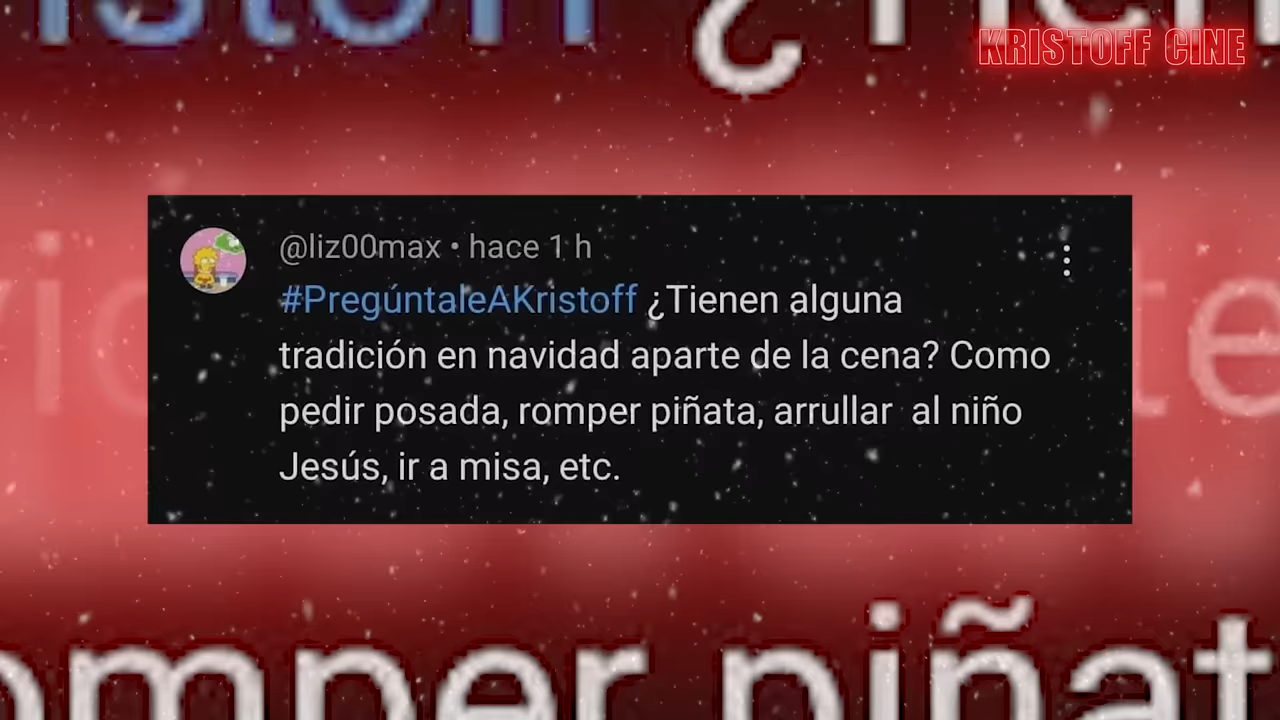 KRISTOFF CINE
@liz00max • hace 1 h
#PregúntaleAKristoff ¿Tienen alguna
tradición en navidad aparte de la cena? Como
pedir posada, romper piñata, arrullar al niño
Jesús, ir a misa, etc.